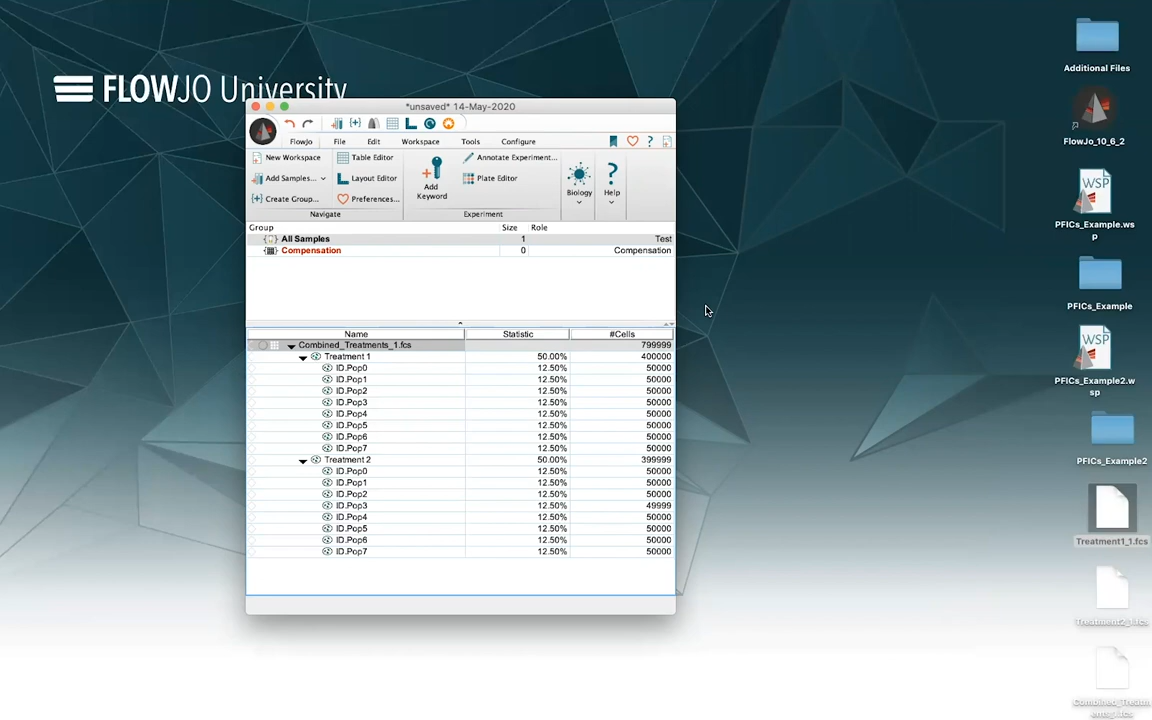 FLOWJO University
*unsaved* 14-May-2020
FlowJo File Edit Workspace Tools Configure
New Workspace Table Editor Annotate Experiment...
Add Samples... Layout Editor Plate Editor
Create Group... Preferences...
Add
Keyword
Biology
Help
Navigate Experiment
Group Size Role
All Samples 1 Test
Compensation 0 Compensation
Name Statistic #Cells
Combined_Treatments_1.fcs 799999
Treatment 1 50.00% 400000
ID.Pop0 12.50% 50000
ID.Pop1 12.50% 50000
ID.Pop2 12.50% 50000
ID.Pop3 12.50% 50000
ID.Pop4 12.50% 50000
ID.Pop5 12.50% 50000
ID.Pop6 12.50% 50000
ID.Pop7 12.50% 50000
Treatment 2 50.00% 399999
ID.Pop0 12.50% 50000
ID.Pop1 12.50% 50000
ID.Pop2 12.50% 50000
ID.Pop3 12.50% 49999
ID.Pop4 12.50% 50000
ID.Pop5 12.50% 50000
ID.Pop6 12.50% 50000
ID.Pop7 12.50% 50000
Additional Files
FlowJo_10_6_2
WSP
PFICs_Example.ws
p
PFICs_Example
WSP
PFICs_Example2.w
sp
PFICs_Example2
Treatment1_1.fcs
Treatment2_1.fcs
Combined_Treatm
ents_1.fcs